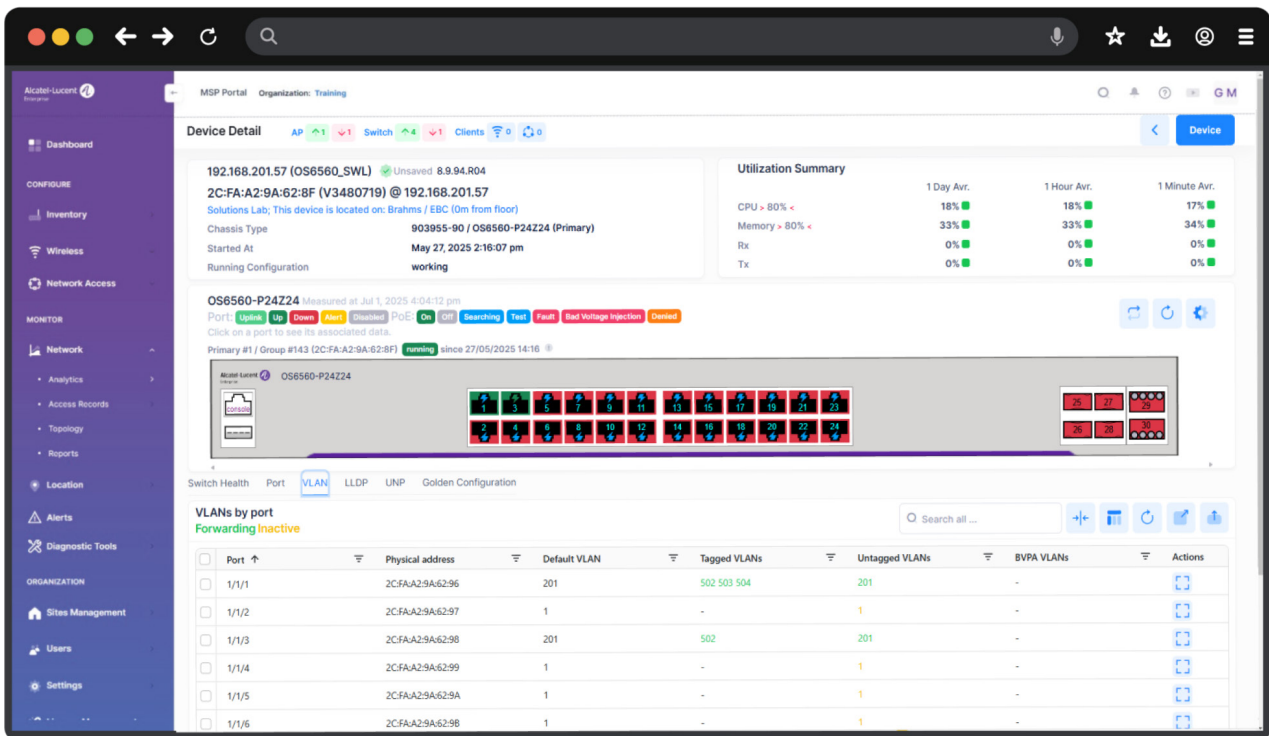 Alcatel-Lucent
Enterprise
MSP Portal Organization: Training
G M
Dashboard
CONFIGURE
Inventory
Wireless
Network Access
MONITOR
Network
Analytics
Access Records
Topology
Reports
Location
Alerts
Diagnostic Tools
ORGANIZATION
Sites Management
Users
Settings
Device Detail AP 1 1 Switch 4 1 Clients 0 0
Device
192.168.201.57 (OS6560_SWL) Unsaved 8.9.94.R04
2C:FA:A2:9A:62:8F (V3480719) @ 192.168.201.57
Solutions Lab; This device is located on: Brahms / EBC (0m from floor)
Chassis Type 903955-90 / OS6560-P24Z24 (Primary)
Started At May 27, 2025 2:16:07 pm
Running Configuration working
Utilization Summary
1 Day Avr. 1 Hour Avr. 1 Minute Avr.
CPU > 80% < 18% 18% 17%
Memory > 80% < 33% 33% 34%
Rx 0% 0% 0%
Tx 0% 0% 0%
OS6560-P24Z24 Measured at Jul 1, 2025 4:04:12 pm
Port: Uplink Up Down Alert Disabled PoE: On Off Searching Test Fault Bad Voltage Injection Denied
Click on a port to see its associated data.
Primary #1 / Group #143 (2C:FA:A2:9A:62:8F) running since 27/05/2025 14:16
Alcatel-Lucent
Enterprise
OS6560-P24Z24
console
1 3 5 7 9 11 13 15 17 19 21 23 25 27 29
2 4 6 8 10 12 14 16 18 20 22 24 26 28 30
Switch Health Port VLAN LLDP UNP Golden Configuration
VLANs by port
Forwarding Inactive
Search all ...
Port Physical address Default VLAN Tagged VLANs Untagged VLANs BVPA VLANs Actions
1/1/1 2C:FA:A2:9A:62:96 201 502 503 504 201 -
1/1/2 2C:FA:A2:9A:62:97 1 - 1 -
1/1/3 2C:FA:A2:9A:62:98 201 502 201 -
1/1/4 2C:FA:A2:9A:62:99 1 - 1 -
1/1/5 2C:FA:A2:9A:62:9A 1 - 1 -
1/1/6 2C:FA:A2:9A:62:9B 1 - 1 -